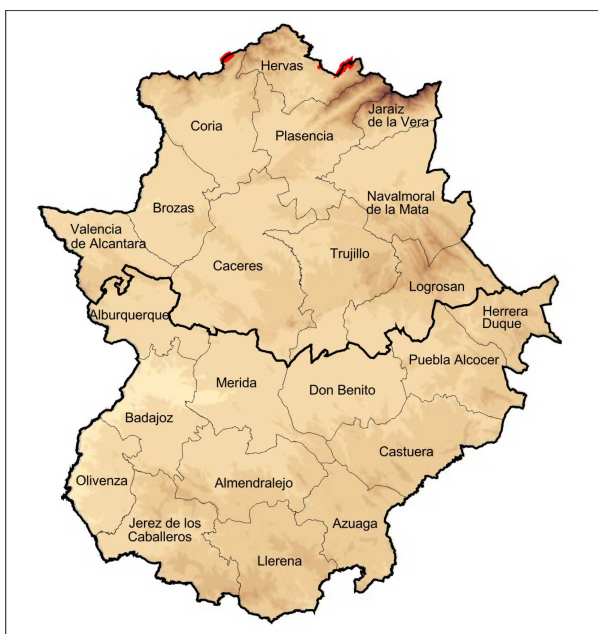 Hervas
Jaraiz
de la Vera
Coria
Plasencia
Navalmoral
de la Mata
Brozas
Valencia
de Alcantara
Trujillo
Caceres
Logrosan
Herrera
Duque
Alburquerque
Puebla Alcocer
Merida
Don Benito
Badajoz
Castuera
Olivenza
Almendralejo
Jerez de los
Caballeros
Azuaga
Llerena